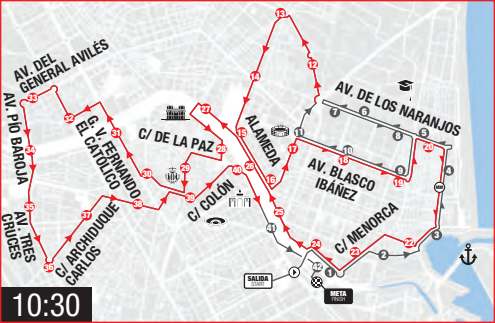 13
12
14
AV. DEL
GENERAL AVILÉS
33
32
AV. PÍO BAROJA
34
35
AV. TRES
CRUCES
36
G. V. FERNANDO
EL CATÓLICO
31
30
C/ DE LA PAZ
27
28
29
C/ ARCHIDUQUE
CARLOS
37
38
39
40
C/ COLÓN
ALAMEDA
15
26
16
17
25
11
7
6
AV. DE LOS NARANJOS
8
5
10
18
9
19
20
4
AV. BLASCO
IBÁÑEZ
C/ MENORCA
24
23
22
3
2
1
41
42
SALIDA
START
META
FINISH
10:30